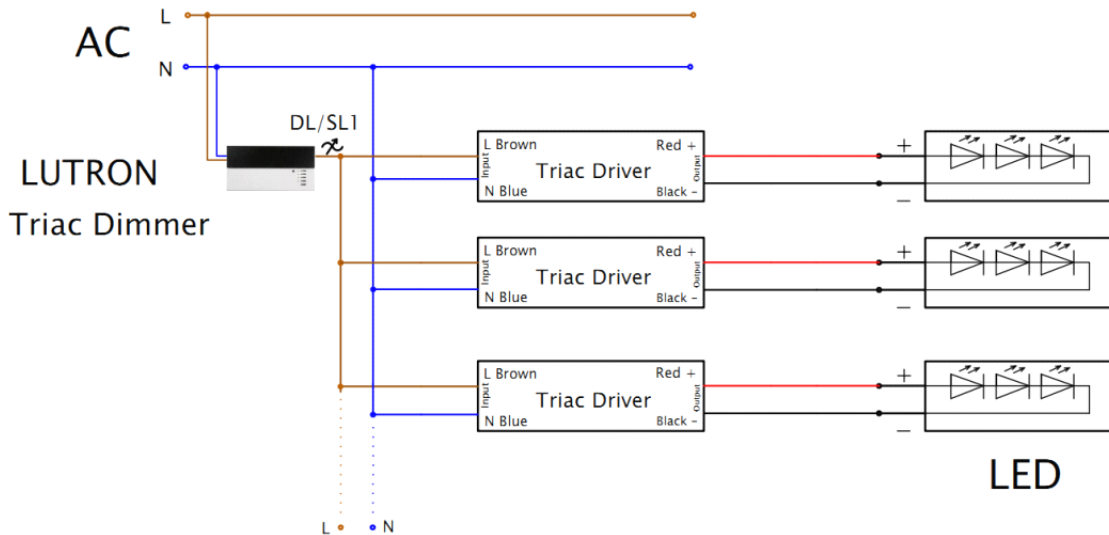 L
AC
N
DL/SL1
LUTRON
Triac Dimmer
L Brown
Input
N Blue
Triac Driver
Red +
Output
Black -
+
-
L Brown
Input
N Blue
Triac Driver
Red +
Output
Black -
+
-
L Brown
Input
N Blue
Triac Driver
Red +
Output
Black -
+
-
LED
L
N